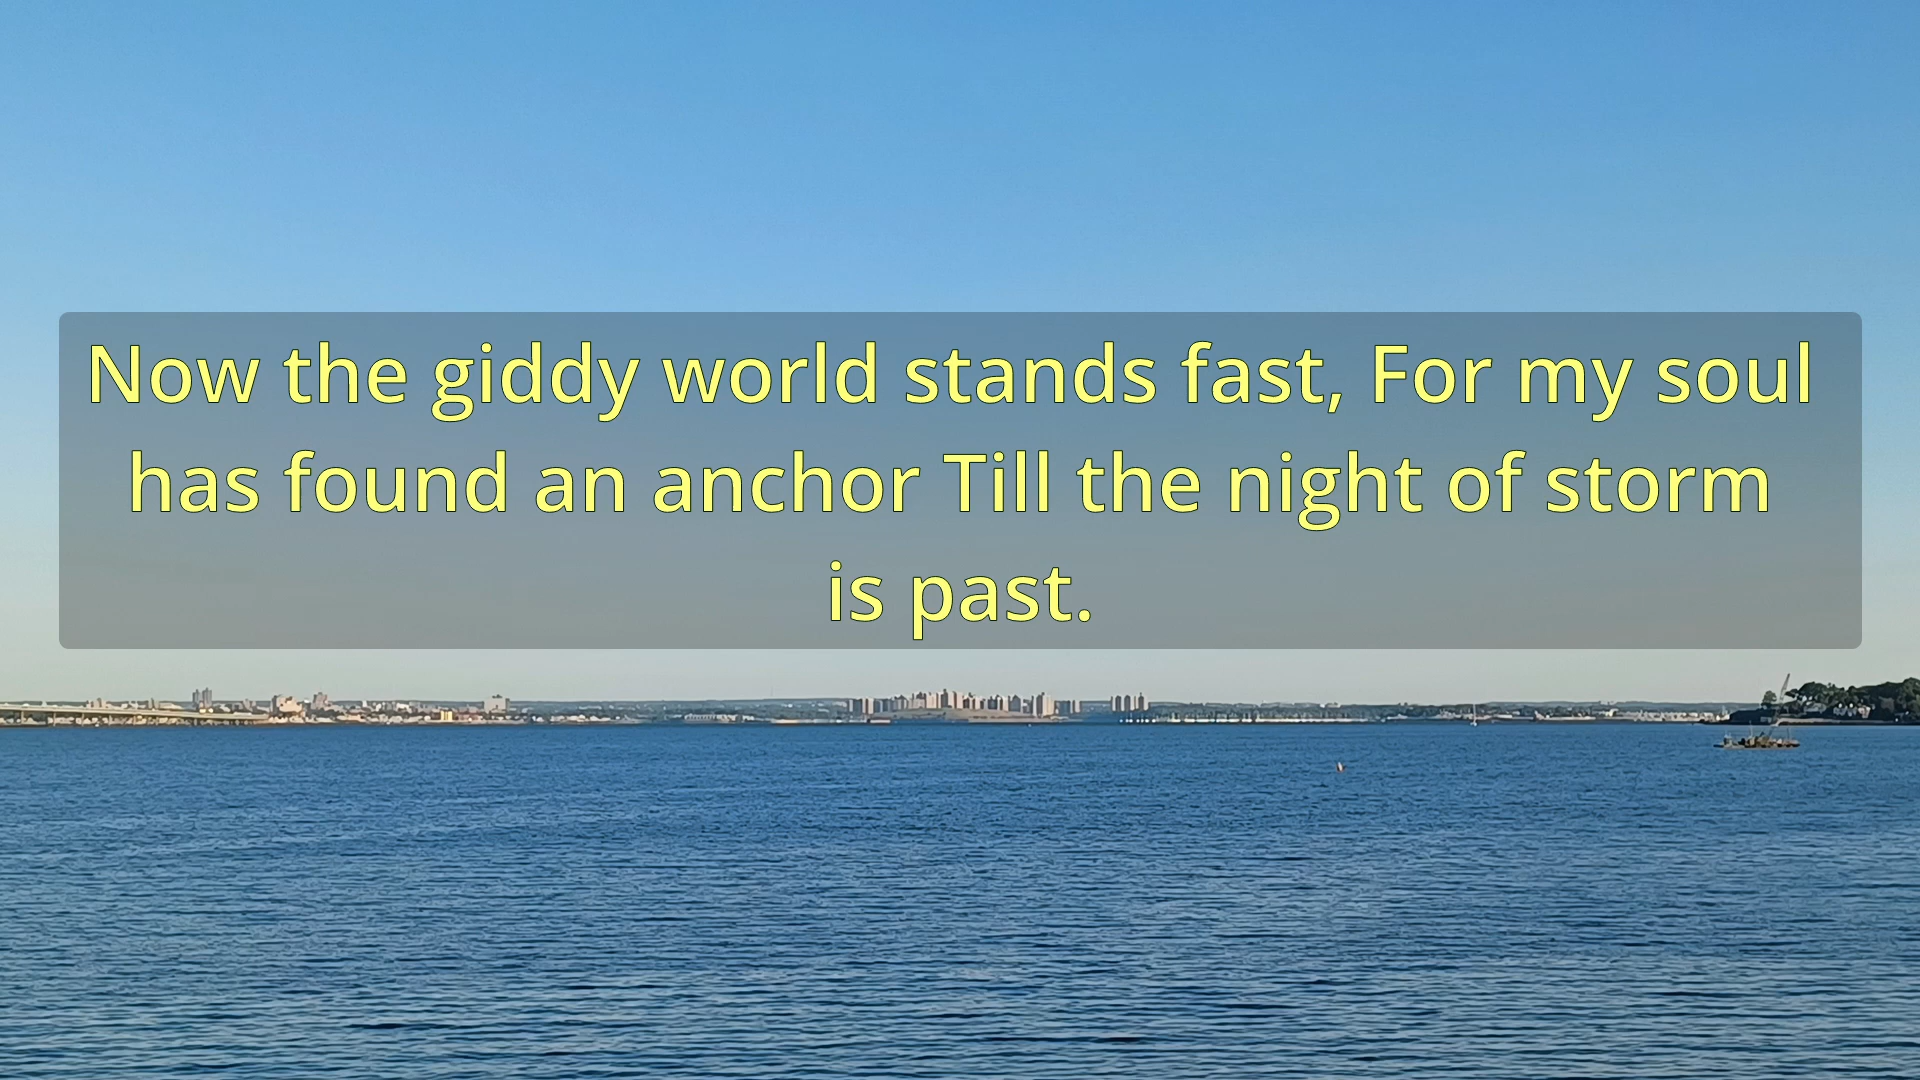 Now the giddy world stands fast, For my soul
has found an anchor Till the night of storm
is past.